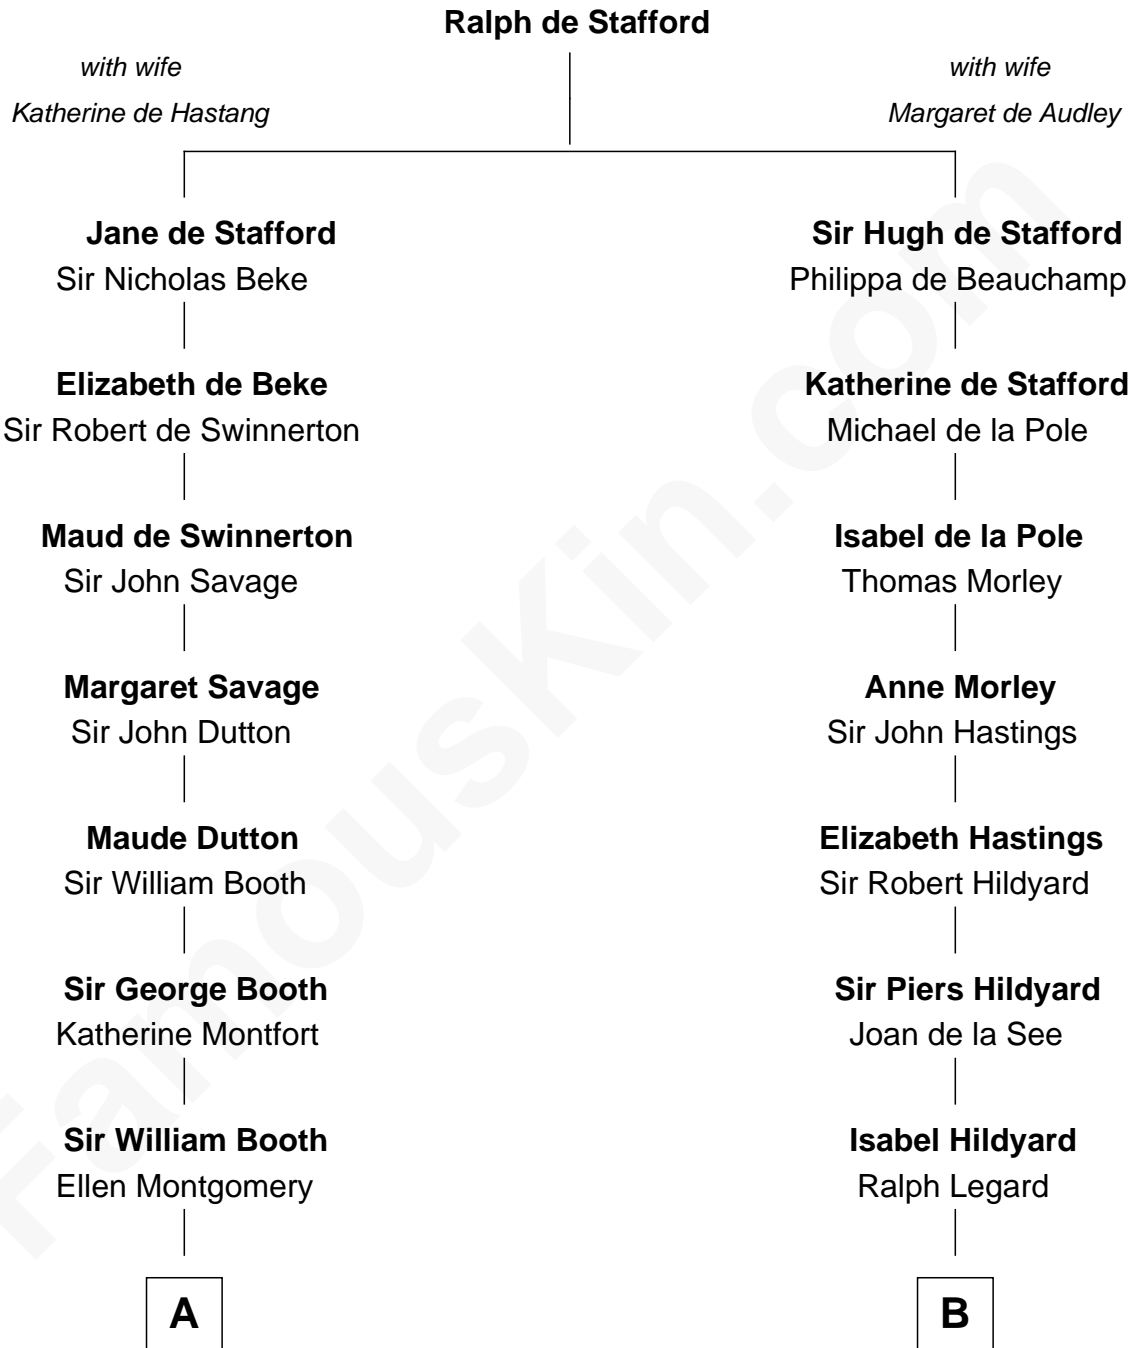 Ralph de Stafford
with wife
Katherine de Hastang
with wife
Margaret de Audley
Jane de Stafford
Sir Nicholas Beke
Sir Hugh de Stafford
Philippa de Beauchamp
Elizabeth de Beke
Sir Robert de Swinnerton
Katherine de Stafford
Michael de la Pole
Maud de Swinnerton
Sir John Savage
Isabel de la Pole
Thomas Morley
Margaret Savage
Sir John Dutton
Anne Morley
Sir John Hastings
Maude Dutton
Sir William Booth
Elizabeth Hastings
Sir Robert Hildyard
Sir George Booth
Katherine Montfort
Sir Piers Hildyard
Joan de la See
Sir William Booth
Ellen Montgomery
Isabel Hildyard
Ralph Legard
A
B
FamousKin.com